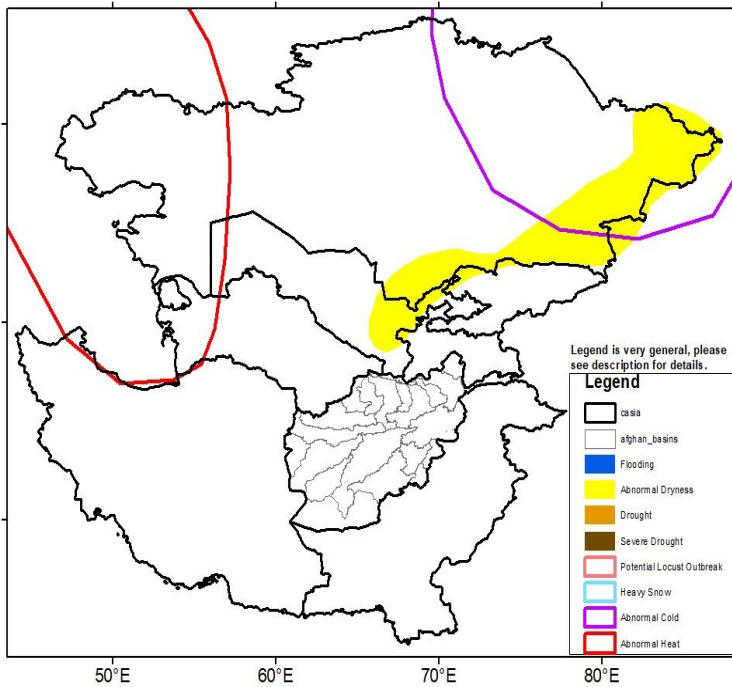 Legend is very general, please
see description for details.
Legend
casia
afghan_basins
Flooding
Abnormal Dryness
Drought
Severe Drought
Potential Locust Outbreak
Heavy Snow
Abnormal Cold
Abnormal Heat
50°E 60°E 70°E 80°E